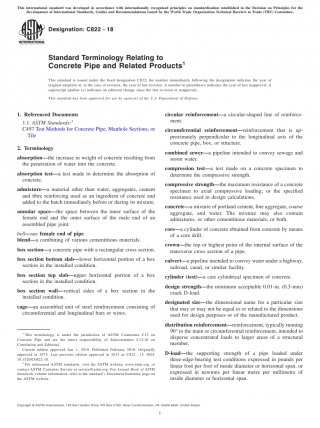 This international standard was developed in accordance with internationally recognized principles on standardization established in the Decision on Principles for the
Development of International Standards, Guides and Recommendations issued by the World Trade Organization Technical Barriers to Trade (TBT) Committee.
Designation: C822 − 18
Standard Terminology Relating to
Concrete Pipe and Related Products¹
This standard is issued under the fixed designation C822; the number immediately following the designation indicates the year of
original adoption or, in the case of revision, the year of last revision. A number in parentheses indicates the year of last reapproval. A
superscript epsilon (ε) indicates an editorial change since the last revision or reapproval.
This standard has been approved for use by agencies of the U.S. Department of Defense.
1. Referenced Documents
1.1 ASTM Standards:²
C497 Test Methods for Concrete Pipe, Manhole Sections, or
Tile
2. Terminology
absorption—the increase in weight of concrete resulting from
the penetration of water into the concrete.
absorption test—a test made to determine the absorption of
concrete.
admixture—a material other than water, aggregates, cement
and fibre reinforcing used as an ingredient of concrete and
added to the batch immediately before or during its mixture.
annular space—the space between the inner surface of the
female end and the outer surface of the male end of an
assembled pipe joint.
bell—see female end of pipe.
blend—a combining of various cementitious materials.
box section—a concrete pipe with a rectangular cross section.
box section bottom slab—lower horizontal portion of a box
section in the installed condition.
box section top slab—upper horizontal portion of a box
section in the installed condition.
box section wall—vertical sides of a box section in the
installed condition.
cage—an assembled unit of steel reinforcement consisting of
circumferential and longitudinal bars or wires.
¹ This terminology is under the jurisdiction of ASTM Committee C13 on
Concrete Pipe and are the direct responsibility of Subcommittee C13.10 on
Correlation and Editorial.
Current edition approved Jan. 1, 2018. Published February 2018. Originally
approved in 1975. Last previous edition approved in 2015 as C822 – 15. DOI:
10.1520/C0822-18.
² For referenced ASTM standards, visit the ASTM website, www.astm.org, or
contact ASTM Customer Service at service@astm.org. For Annual Book of ASTM
Standards volume information, refer to the standard's Document Summary page on
the ASTM website.
circular reinforcement—a circular-shaped line of reinforce-
ment.
circumferential reinforcement—reinforcement that is ap-
proximately perpendicular to the longitudinal axis of the
concrete pipe, box, or structure.
combined sewer—a pipeline intended to convey sewage and
storm water.
compression test—a test made on a concrete specimen to
determine the compressive strength.
compressive strength—the maximum resistance of a concrete
specimen to axial compressive loading; or the specified
resistance used in design calculations.
concrete—a mixture of portland cement, fine aggregate, coarse
aggregate, and water. The mixture may also contain
admixtures, or other cementitious materials, or both.
core—a cylinder of concrete obtained from concrete by means
of a core drill.
crown—the top or highest point of the internal surface of the
transverse cross section of a pipe.
culvert—a pipeline intended to convey water under a highway,
railroad, canal, or similar facility.
cylinder (test)—a cast cylindrical specimen of concrete.
design strength—the minimum acceptable 0.01-in. (0.3-mm)
crack D-load.
designated size—the dimensional name for a particular size
that may or may not be equal to or related to the dimensions
used for design purposes or of the manufactured product.
distribution reinforcement—reinforcement, typically running
90° to the main or circumferential reinforcement, intended to
disperse concentrated loads to larger areas of a structural
member.
D-load—the supporting strength of a pipe loaded under
three-edge-bearing test conditions expressed in pounds per
linear foot per foot of inside diameter or horizontal span, or
expressed in newtons per linear metre per millimetre of
inside diameter or horizontal span.
Copyright © ASTM International, 100 Barr Harbor Drive, PO Box C700, West Conshohocken, PA 19428-2959. United States
1